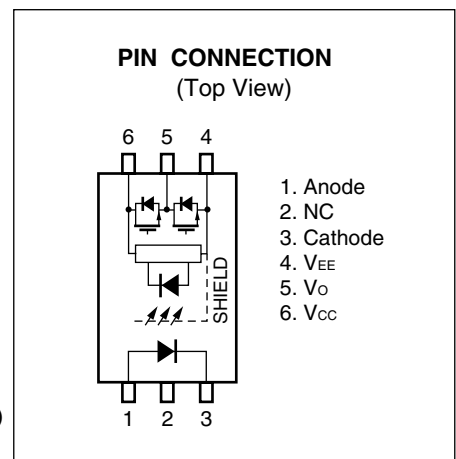 PIN CONNECTION
(Top View)
6 5 4
1. Anode
2. NC
3. Cathode
4. VEE
5. VO
6. VCC
SHIELD
1 2 3
)